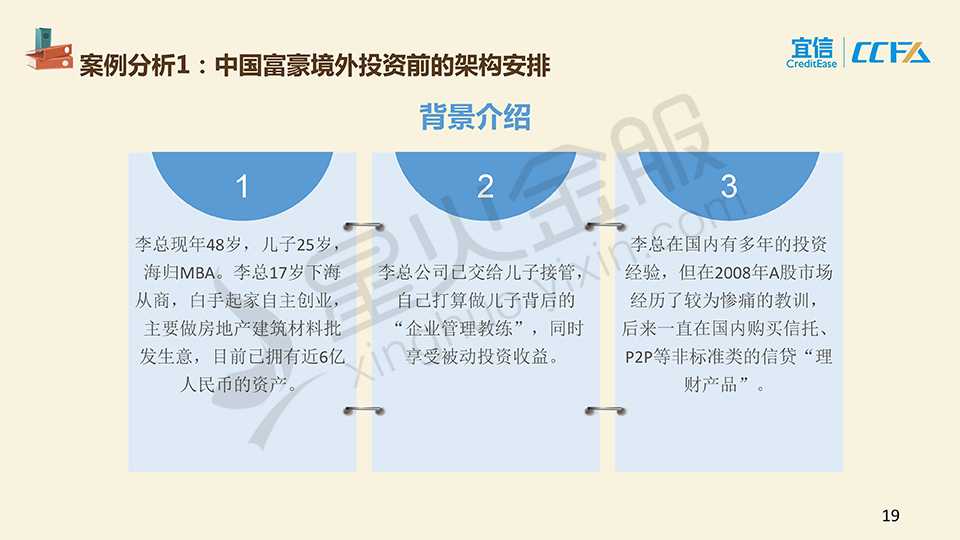 案例分析1：中国富豪境外投资前的架构安排
宜信
CreditEase
CCFA
背景介绍
1
李总现年48岁，儿子25岁，
海归MBA。李总17岁下海
从商，白手起家自主创业，
主要做房地产建筑材料批
发生意，目前已拥有近6亿
人民币的资产。
2
李总公司已交给儿子接管，
自己打算做儿子背后的
“企业管理教练”，同时
享受被动投资收益。
3
李总在国内有多年的投资
经验，但在2008年A股市场
经历了较为惨痛的教训，
后来一直在国内购买信托、
P2P等非标准类的信贷“理
财产品”。
星火金服
xinghuo.yixin.com
19